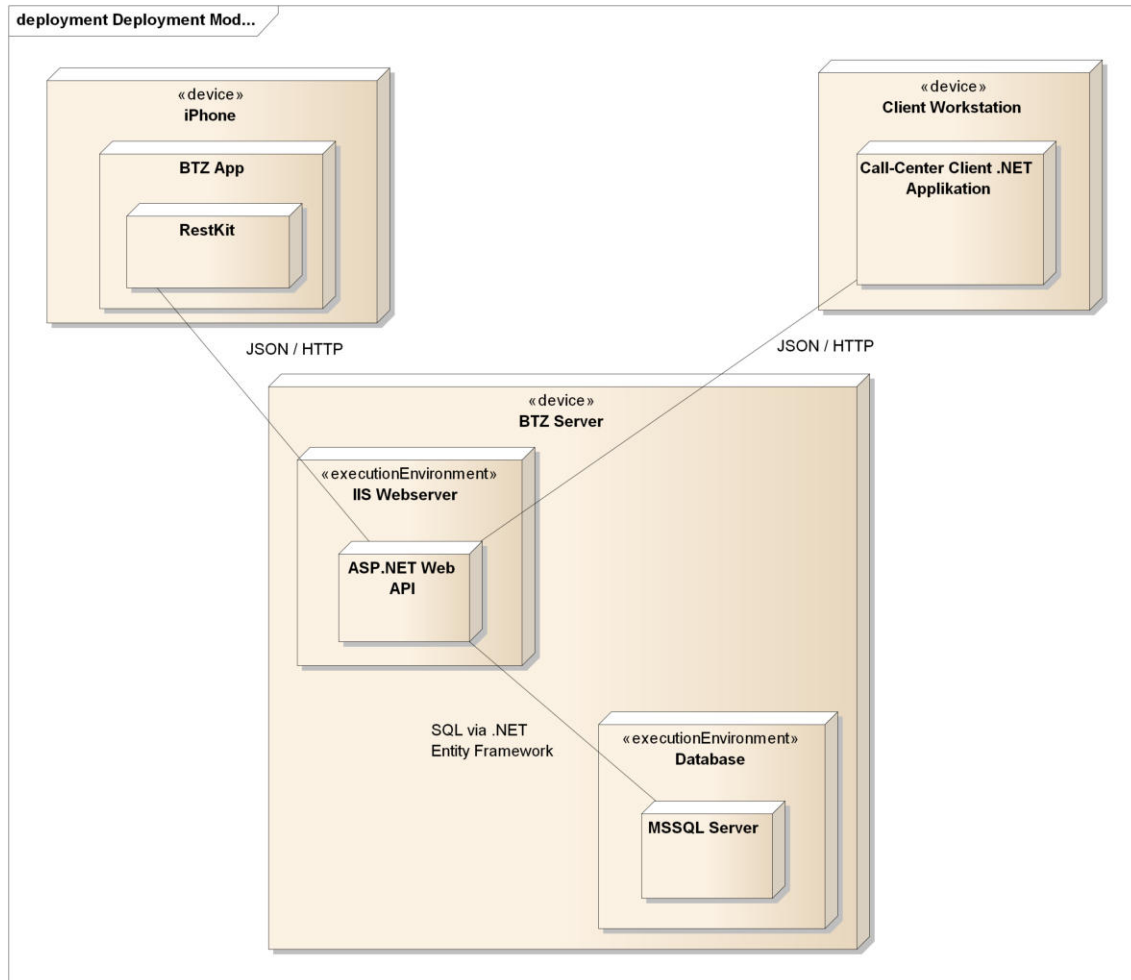 deployment Deployment Mod...
«device»
iPhone
BTZ App
RestKit
«device»
Client Workstation
Call-Center Client .NET
Applikation
JSON / HTTP
JSON / HTTP
«device»
BTZ Server
«executionEnvironment»
IIS Webserver
ASP.NET Web
API
SQL via .NET
Entity Framework
«executionEnvironment»
Database
MSSQL Server